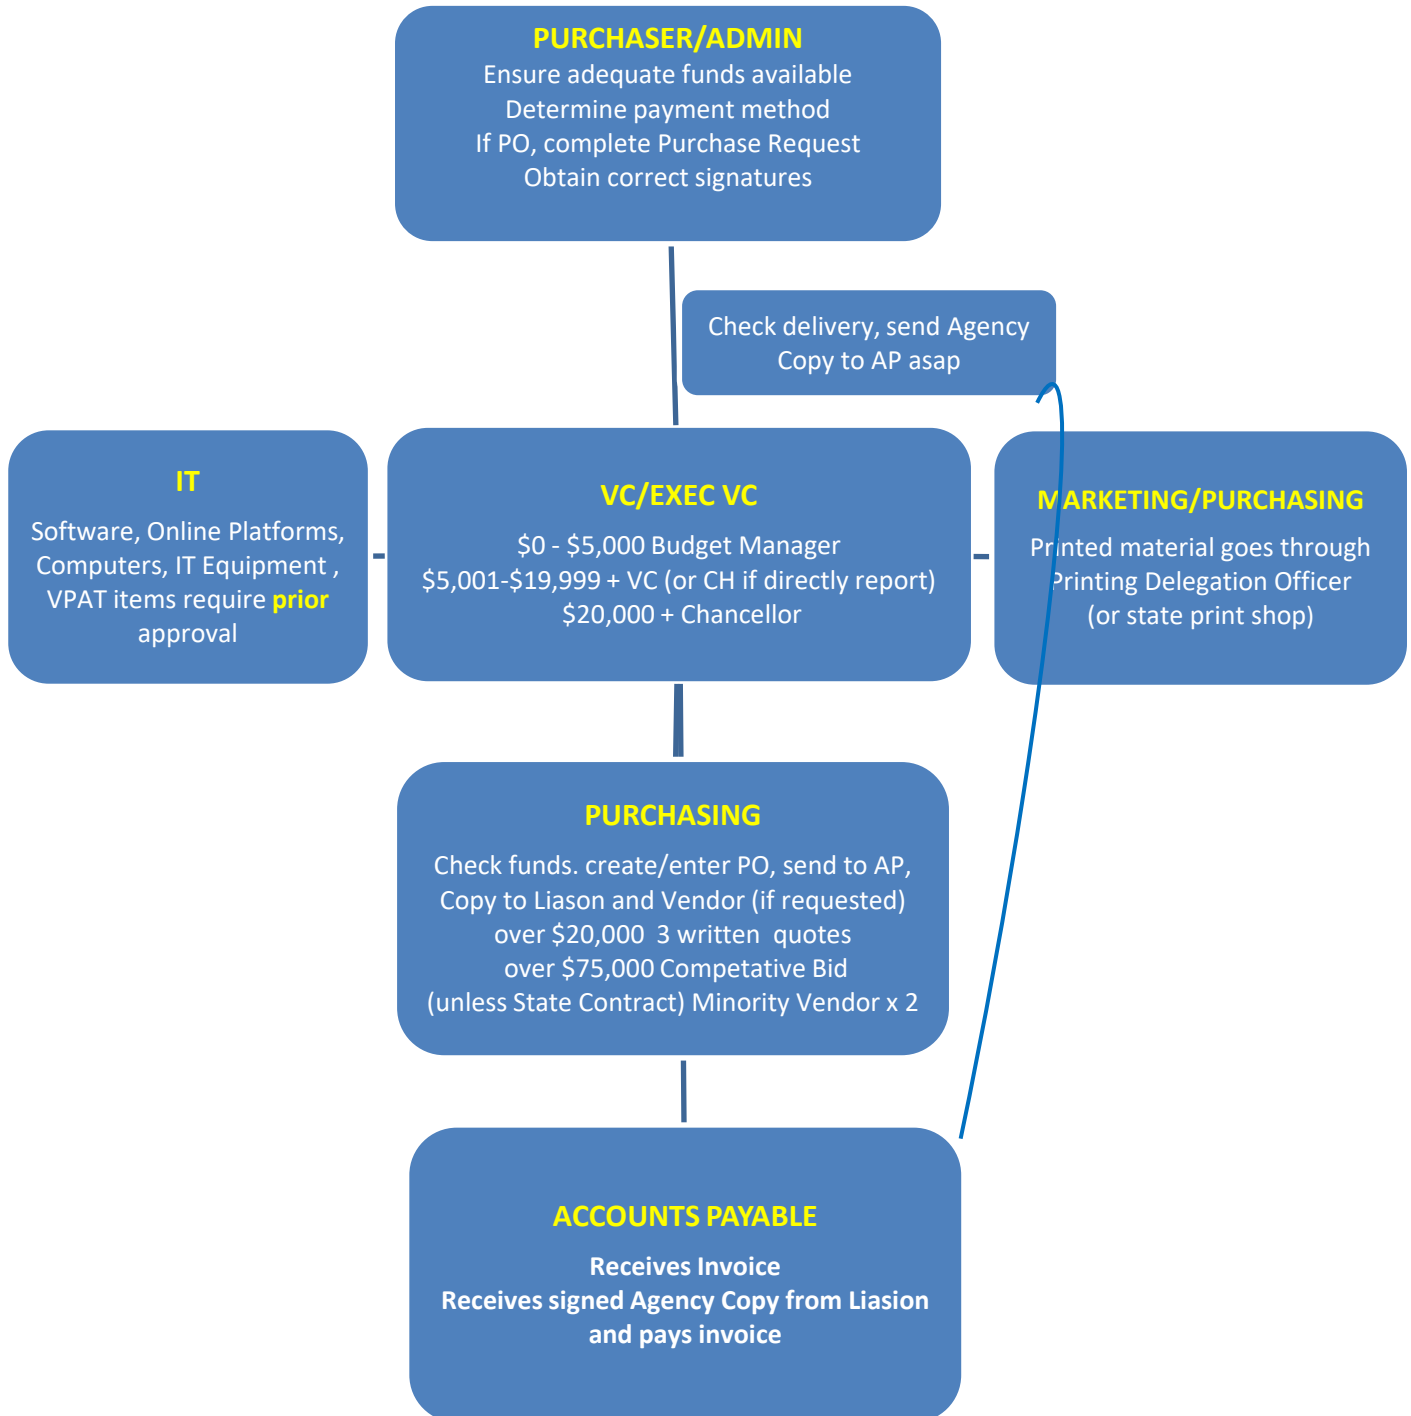 PURCHASER/ADMIN
Ensure adequate funds available
Determine payment method
If PO, complete Purchase Request
Obtain correct signatures
Check delivery, send Agency
Copy to AP asap
IT
Software, Online Platforms,
Computers, IT Equipment ,
VPAT items require prior
approval
VC/EXEC VC
$0 - $5,000 Budget Manager
$5,001-$19,999 + VC (or CH if directly report)
$20,000 + Chancellor
MARKETING/PURCHASING
Printed material goes through
Printing Delegation Officer
(or state print shop)
PURCHASING
Check funds. create/enter PO, send to AP,
Copy to Liason and Vendor (if requested)
over $20,000  3 written  quotes
over $75,000 Competative Bid
(unless State Contract) Minority Vendor x 2
ACCOUNTS PAYABLE
Receives Invoice
Receives signed Agency Copy from Liasion
and pays invoice